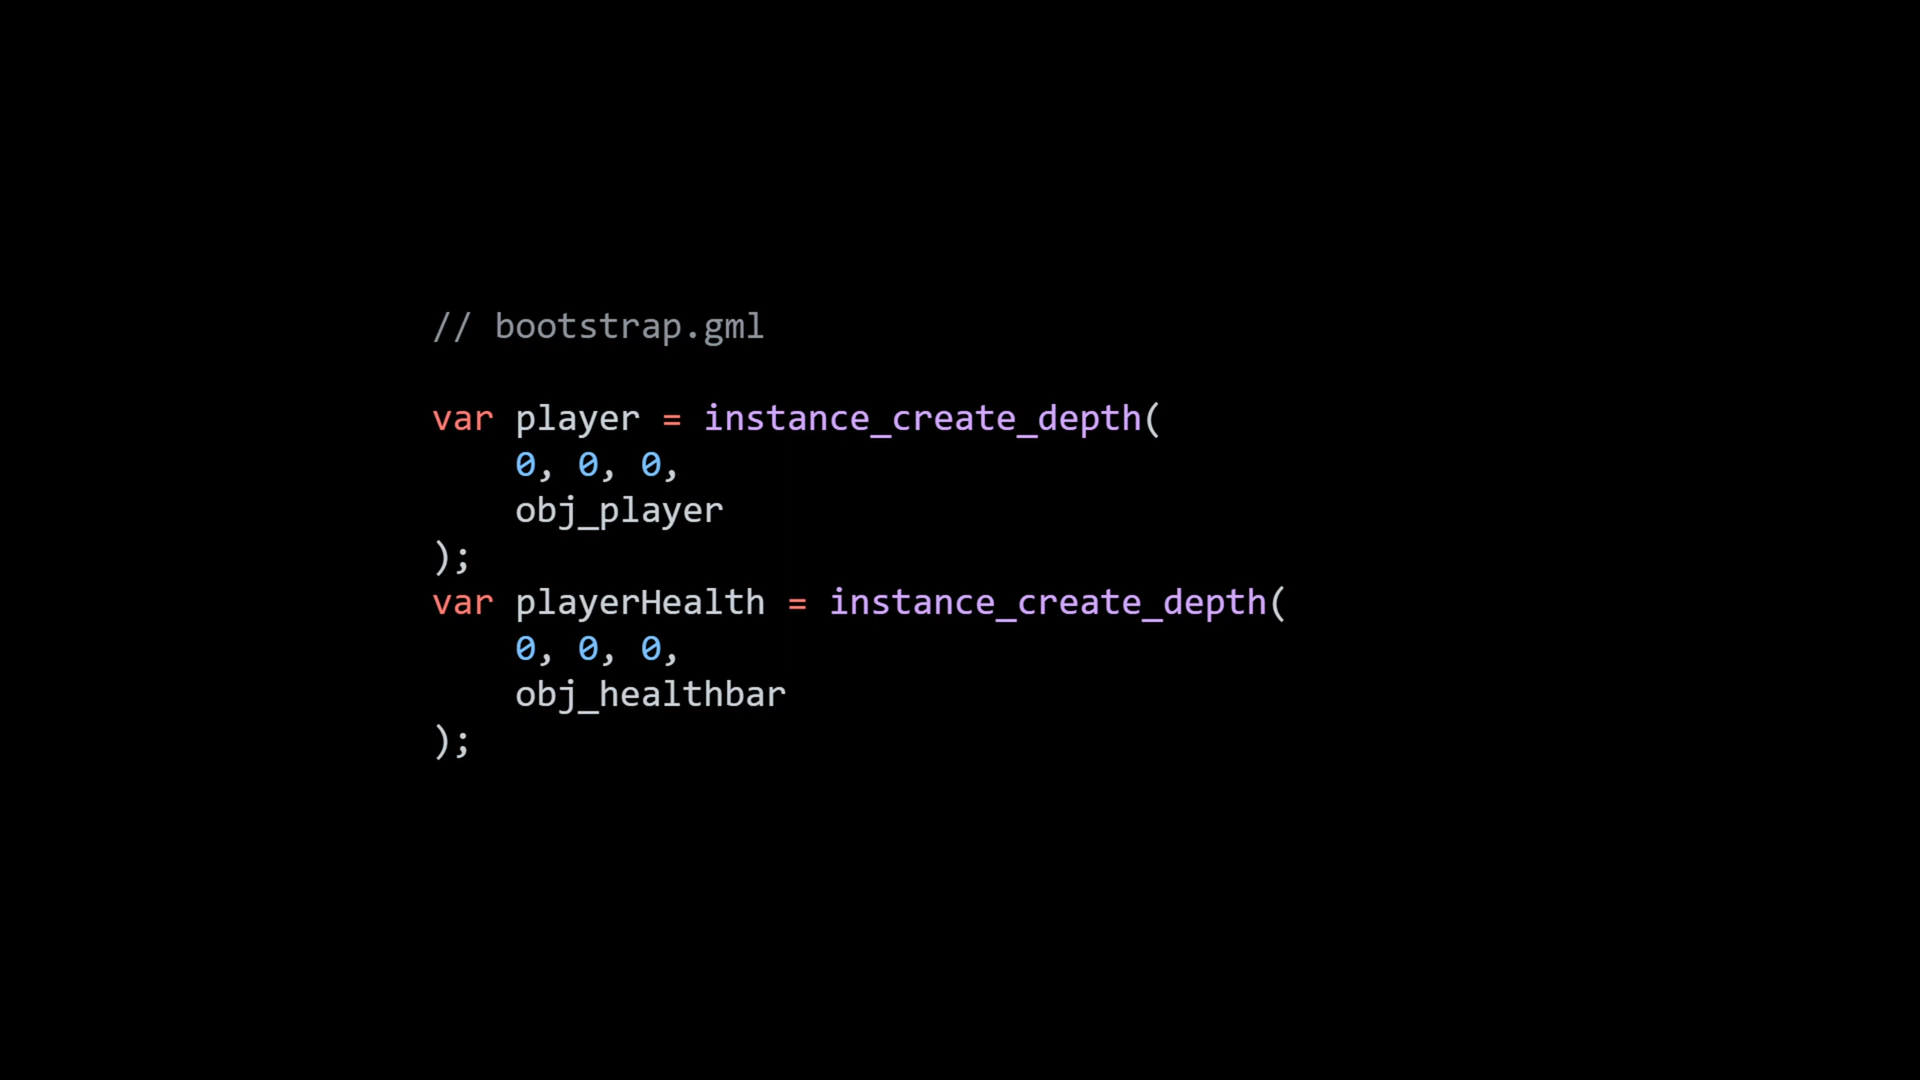 // bootstrap.gml
var player = instance_create_depth(
0, 0, 0,
obj_player
);
var playerHealth = instance_create_depth(
0, 0, 0,
obj_healthbar
);